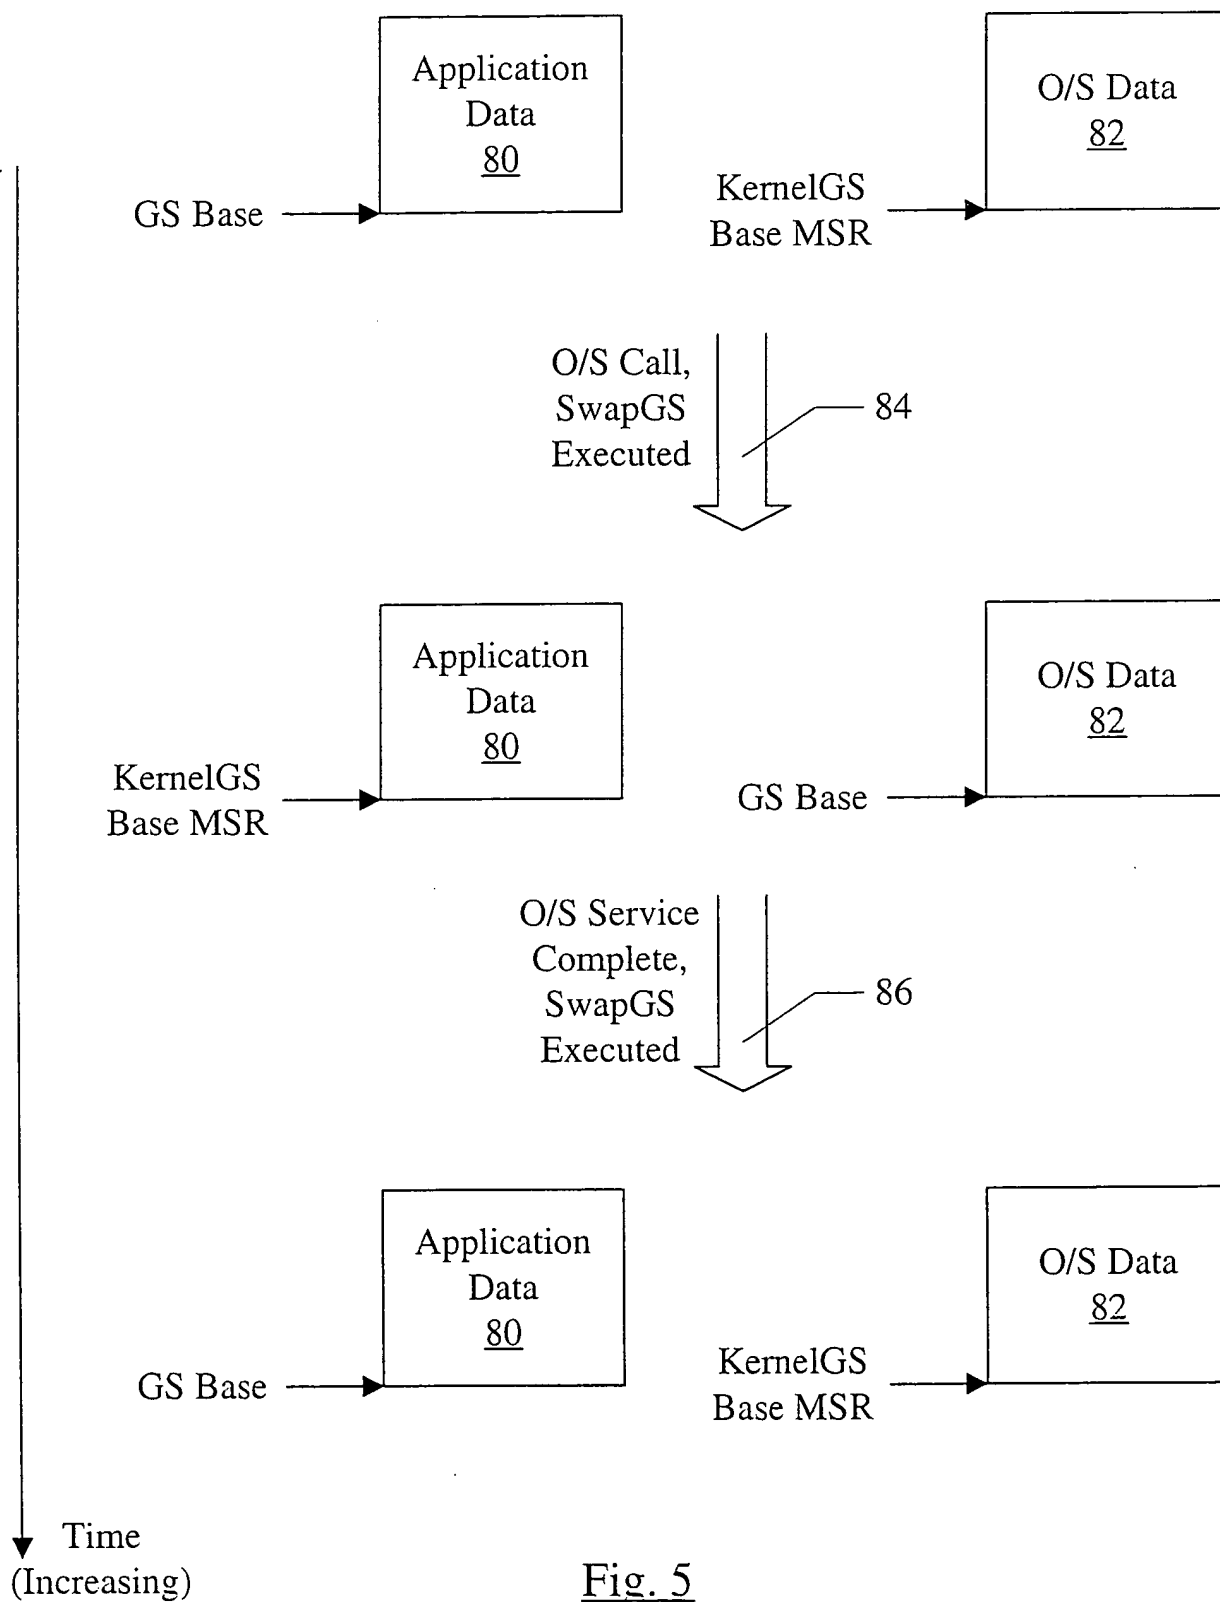 Application
Data
80
O/S Data
82
GS Base
KernelGS
Base MSR
O/S Call,
SwapGS
Executed
84
Application
Data
80
O/S Data
82
KernelGS
Base MSR
GS Base
O/S Service
Complete,
SwapGS
Executed
86
Application
Data
80
O/S Data
82
GS Base
KernelGS
Base MSR
Time
(Increasing)
Fig. 5